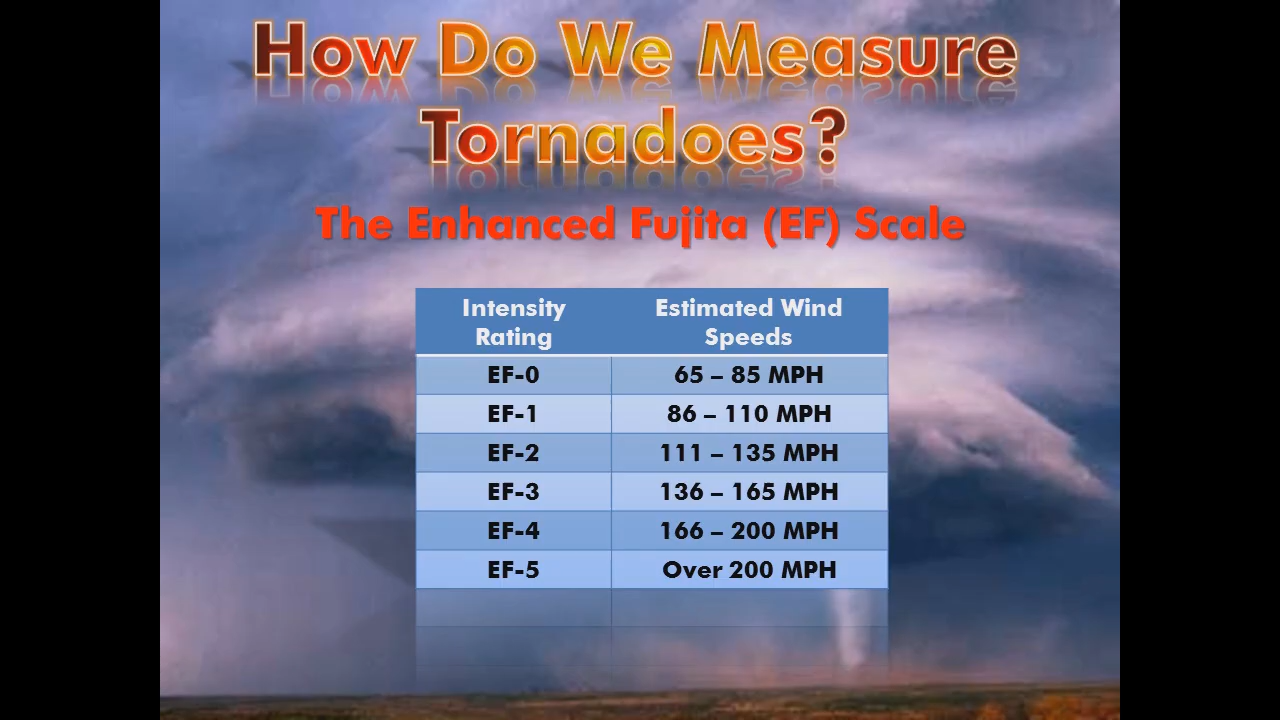 How Do We Measure
Tornadoes?
The Enhanced Fujita (EF) Scale
Intensity Rating Estimated Wind Speeds
EF-0 65 – 85 MPH
EF-1 86 – 110 MPH
EF-2 111 – 135 MPH
EF-3 136 – 165 MPH
EF-4 166 – 200 MPH
EF-5 Over 200 MPH